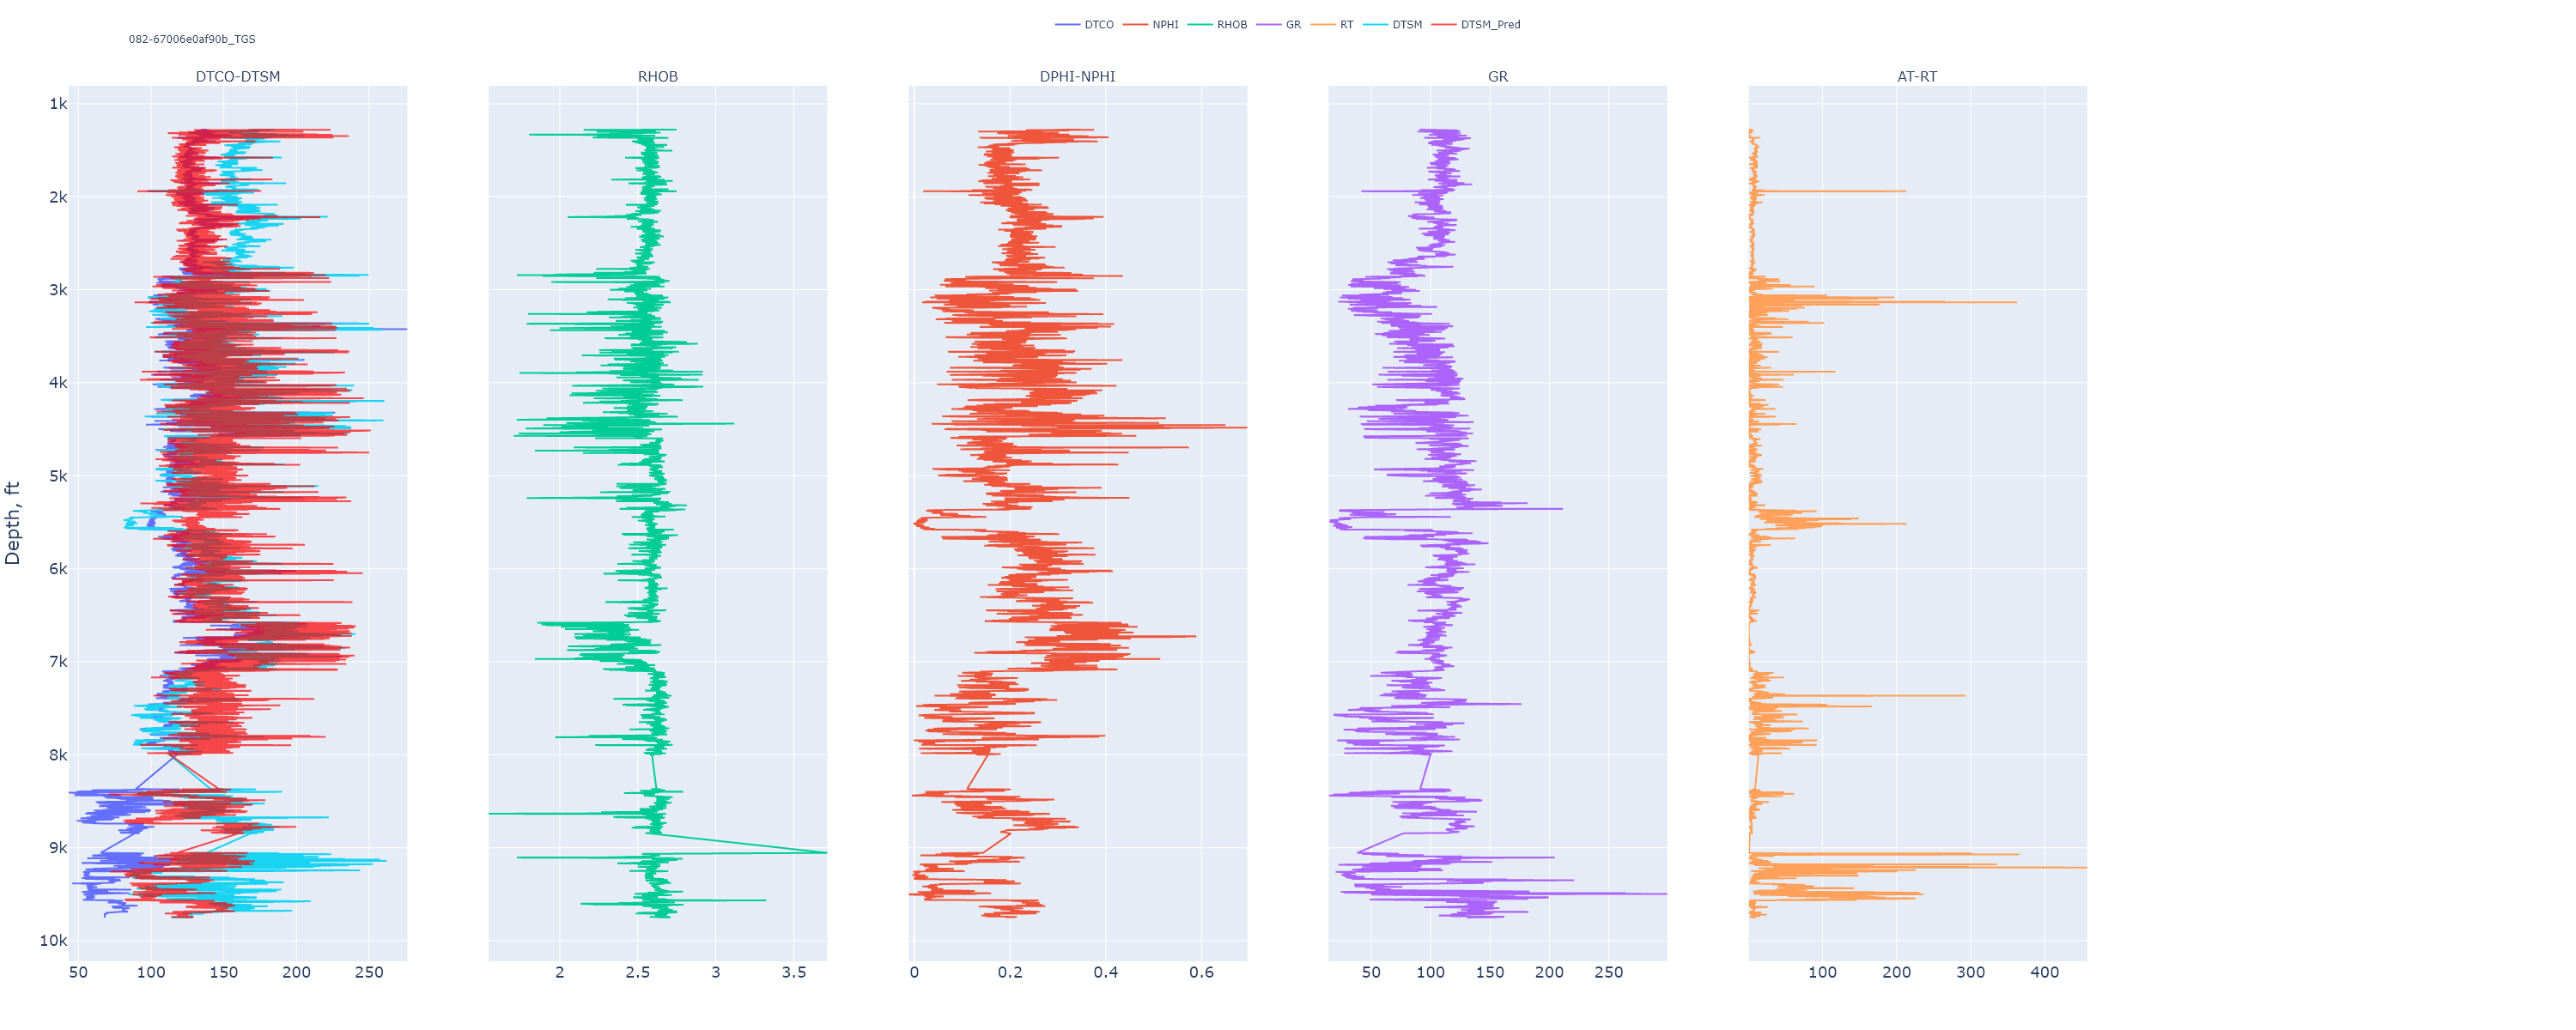 DTCO NPHI RHOB GR RT DTSM DTSM_Pred
082-67006e0af90b_TGS
DTCO-DTSM RHOB DPHI-NPHI GR AT-RT
1k
2k
3k
4k
5k
6k
7k
8k
9k
10k
Depth, ft
50 100 150 200 250
2 2.5 3 3.5
0 0.2 0.4 0.6
50 100 150 200 250
100 200 300 400